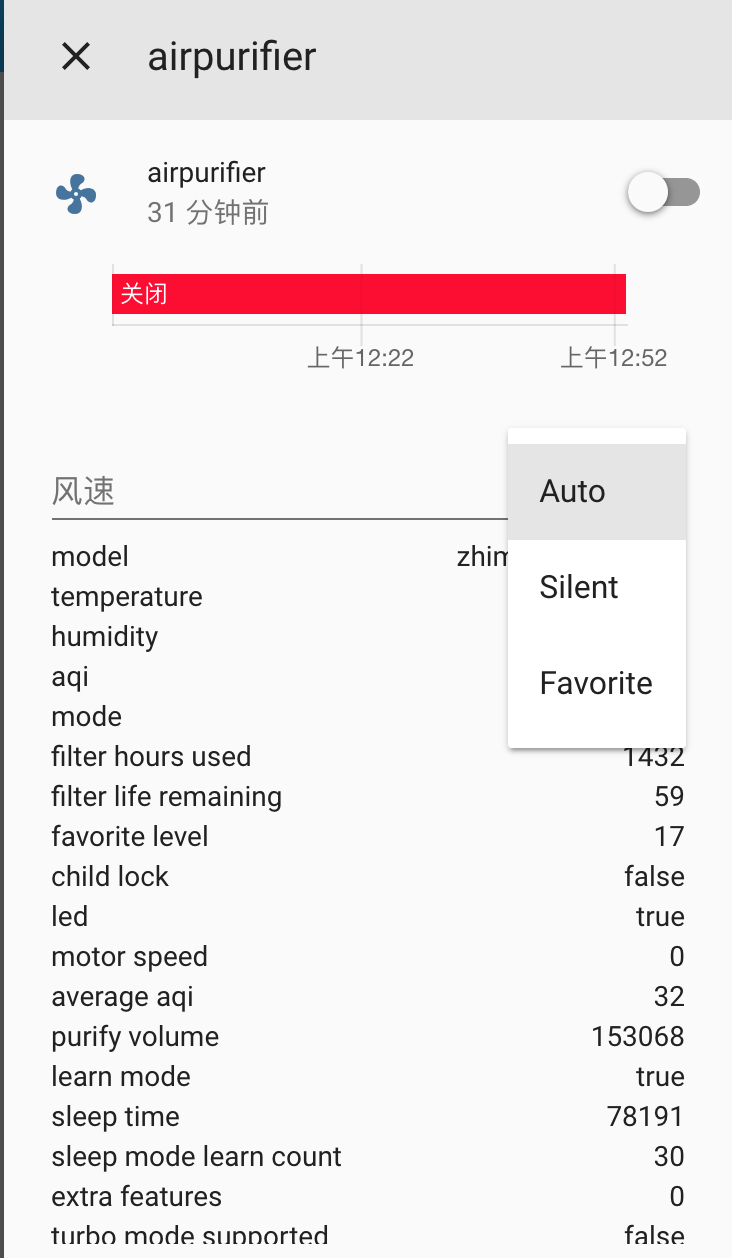 airpurifier
airpurifier
31 分钟前
关闭
上午12:22 上午12:52
风速
Auto
Silent
Favorite
model
temperature
humidity
aqi
mode
filter hours used 1432
filter life remaining 59
favorite level 17
child lock false
led true
motor speed 0
average aqi 32
purify volume 153068
learn mode true
sleep time 78191
sleep mode learn count 30
extra features 0
turbo mode supported false